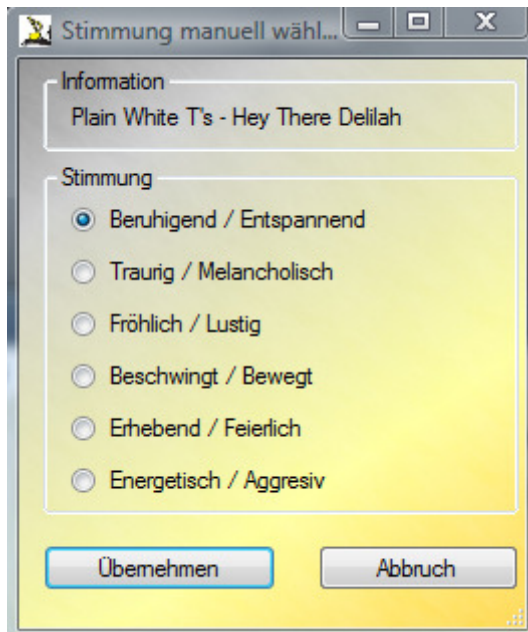 Stimmung manuell wähl...
Information
Plain White T's - Hey There Delilah
Stimmung
Beruhigend / Entspannend
Traurig / Melancholisch
Fröhlich / Lustig
Beschwingt / Bewegt
Erhebend / Feierlich
Energetisch / Aggresiv
Übernehmen
Abbruch